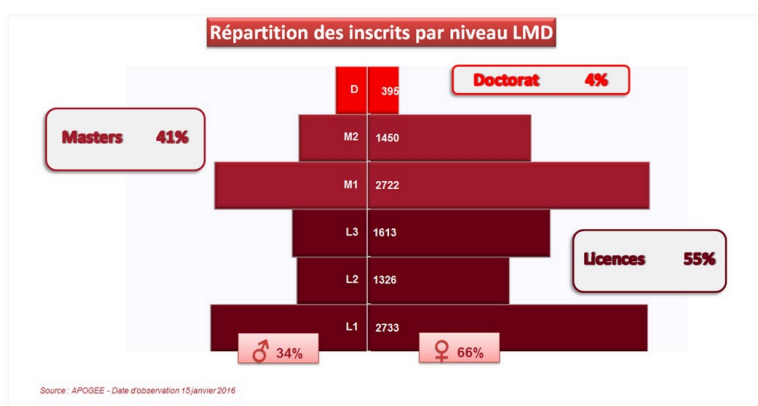 Répartition des inscrits par niveau LMD
Doctorat 4%
D 395
Masters 41%
M2 1450
M1 2722
L3 1613
Licences 55%
L2 1326
L1 2733
♂ 34% ♀ 66%
Source : APOGEE - Date d'observation 15 janvier 2016